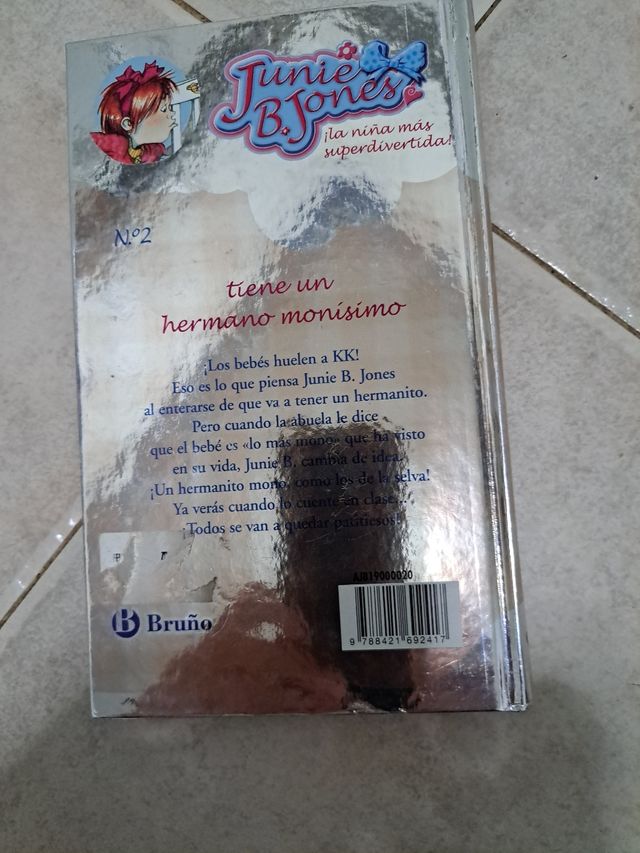 Junie
B. Jones
¡la niña más
superdivertida!
N.º 2
tiene un
hermano monísimo
¡Los bebés huelen a KK!
Eso es lo que piensa Junie B. Jones
al enterarse de que va a tener un hermanito.
Pero cuando la abuela le dice
que el bebé es «lo más mono» que ha visto
en su vida, Junie B. cambia de idea.
¡Un hermanito mono, como los de la selva!
Ya verás cuando lo cuente en clase...
¡Todos se van a quedar patitiesos!
AJB19000020
Bruño
9 788421 692417